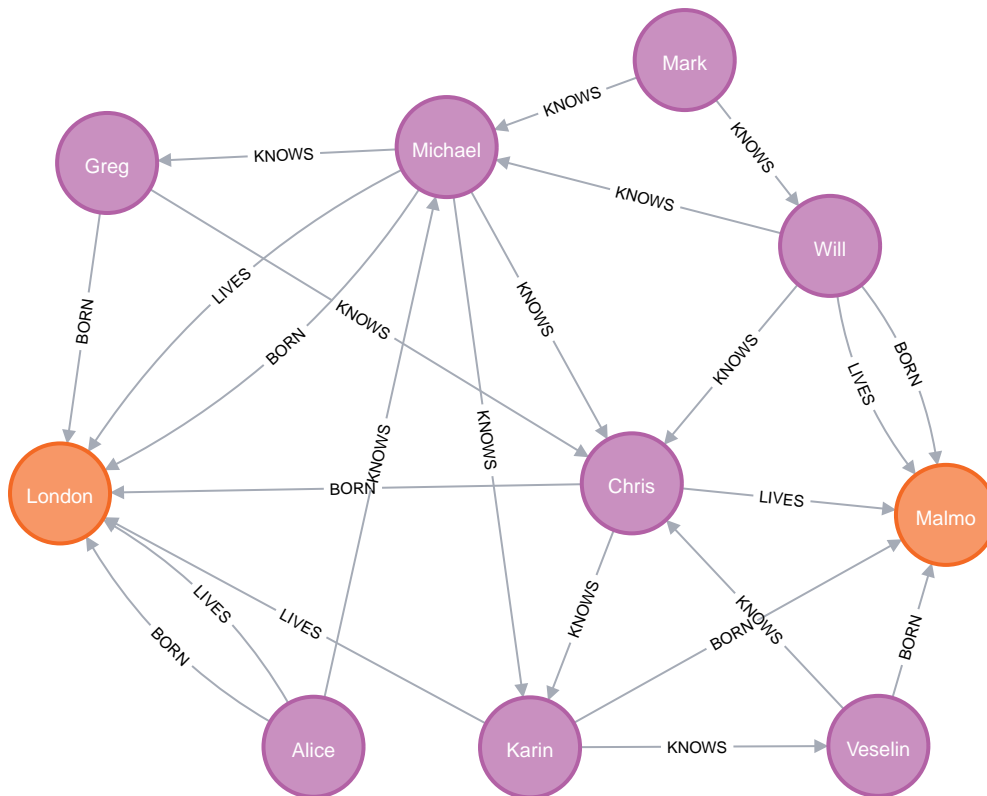 Mark
KNOWS
KNOWS
Michael
KNOWS
Greg
KNOWS
Will
LIVES
KNOWS
BORN
KNOWS
BORN
KNOWS
KNOWS
LIVES
BORN
KNOWS
KNOWS
London
BORN
Chris
LIVES
Malmo
LIVES
LIVES
KNOWS
BORN
KNOWS
BORN
BORN
Alice
Karin
KNOWS
Veselin